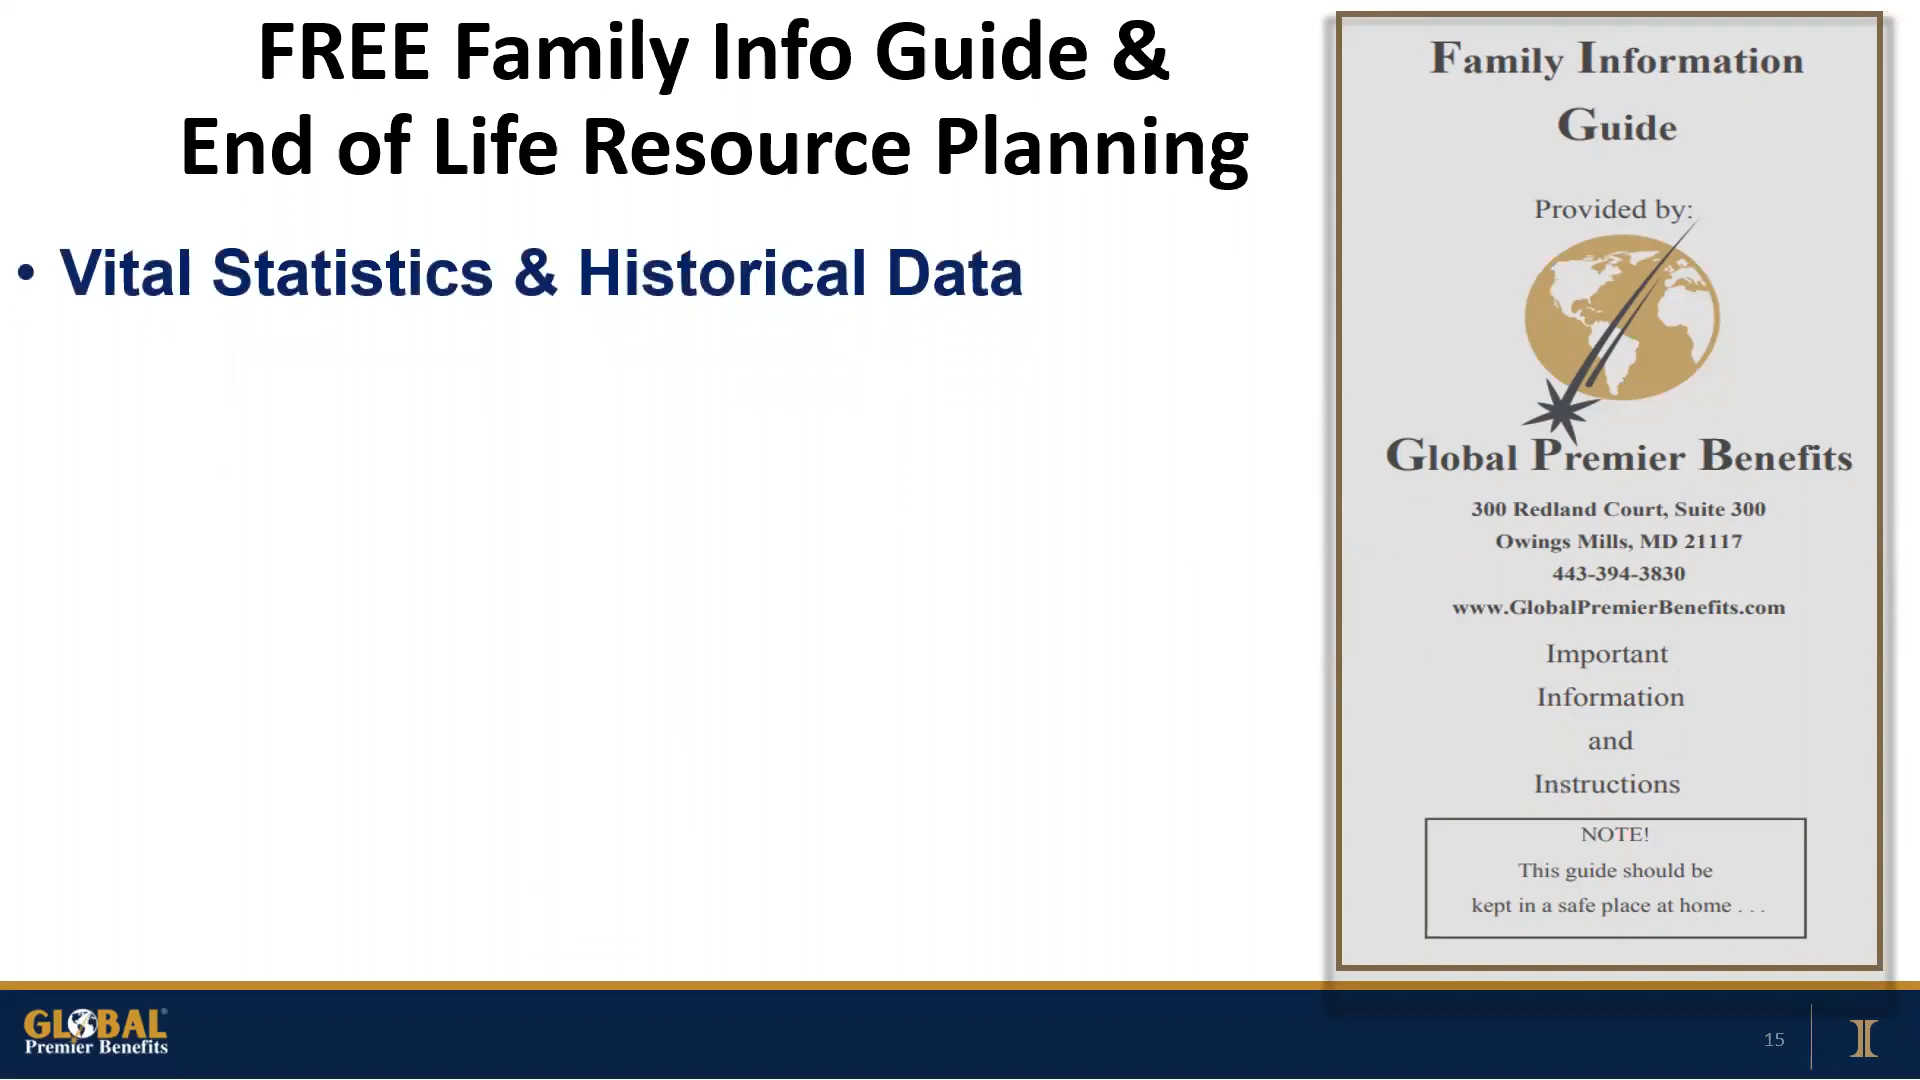 FREE Family Info Guide &
End of Life Resource Planning
• Vital Statistics & Historical Data
Family Information
Guide
Provided by:
Global Premier Benefits
300 Redland Court, Suite 300
Owings Mills, MD 21117
443-394-3830
www.GlobalPremierBenefits.com
Important
Information
and
Instructions
NOTE!
This guide should be
kept in a safe place at home . . .
GLOBAL®
Premier Benefits
15
I